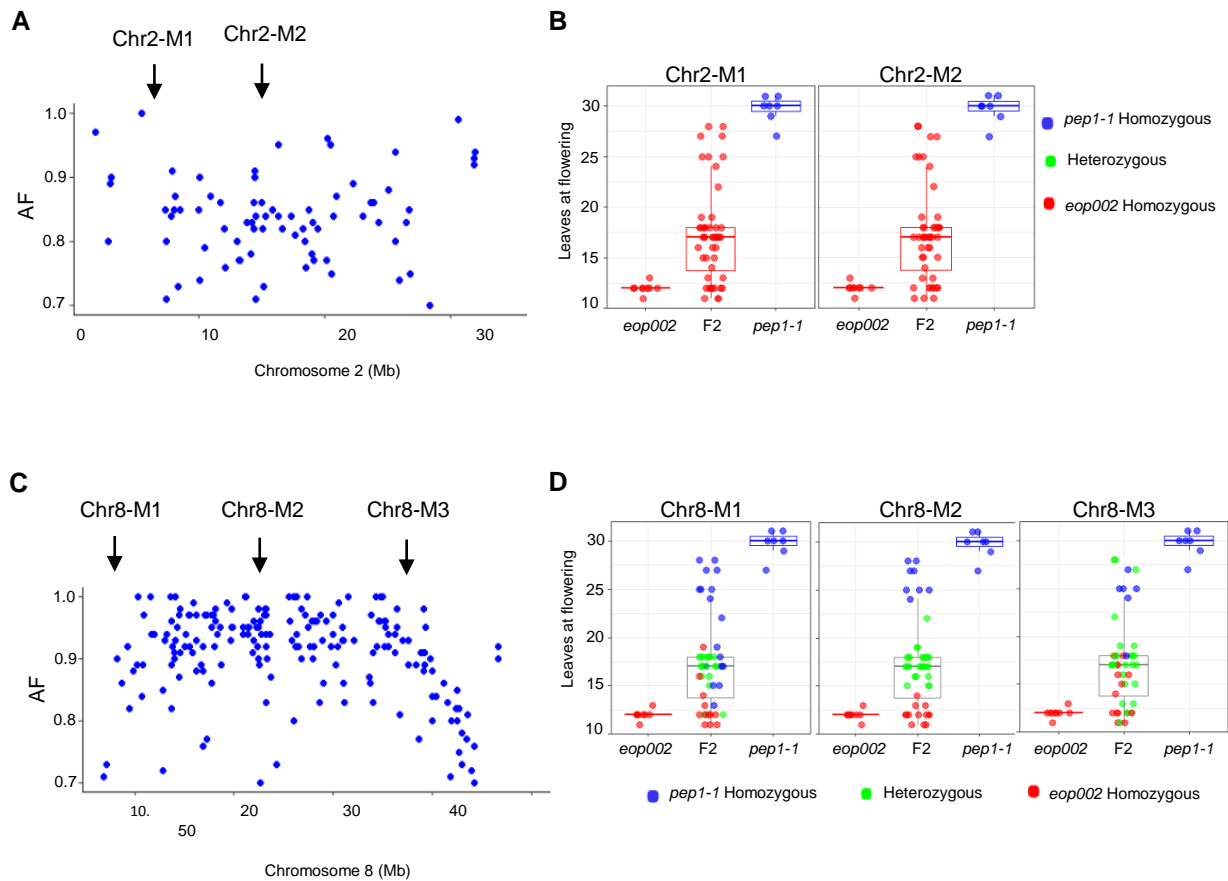 A
Chr2-M1
Chr2-M2
AF
1.0
0.9
0.8
0.7
0
10
20
30
Chromosome 2 (Mb)
B
Chr2-M1
Chr2-M2
Leaves at flowering
30
25
20
15
10
eop002
F2
pep1-1
eop002
F2
pep1-1
pep1-1 Homozygous
Heterozygous
eop002 Homozygous
C
Chr8-M1
Chr8-M2
Chr8-M3
AF
1.0
0.9
0.8
0.7
10.
20
30
40
50
Chromosome 8 (Mb)
D
Chr8-M1
Chr8-M2
Chr8-M3
Leaves at flowering
30
25
20
15
10
eop002
F2
pep1-1
eop002
F2
pep1-1
eop002
F2
pep1-1
pep1-1 Homozygous
Heterozygous
eop002 Homozygous